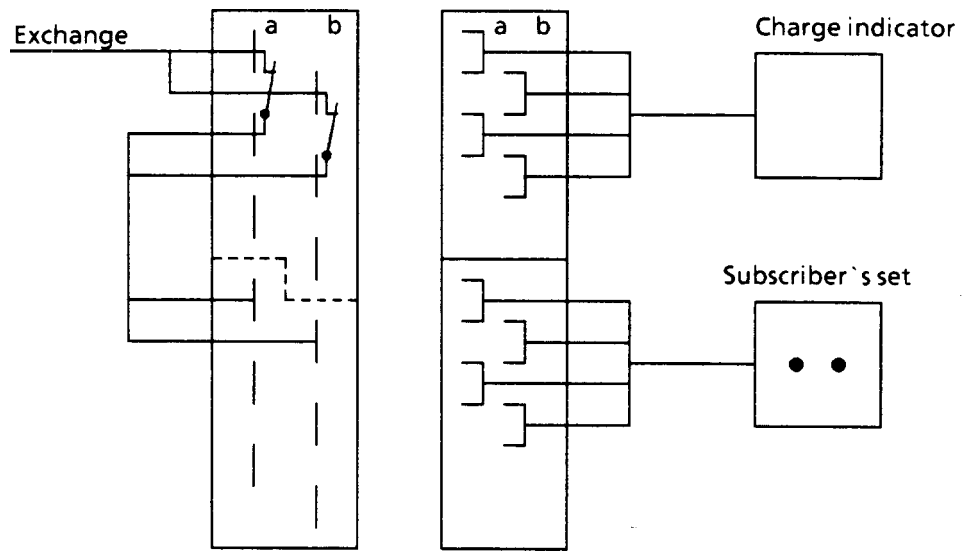 Exchange
a b
a b
Charge indicator
Subscriber`s set